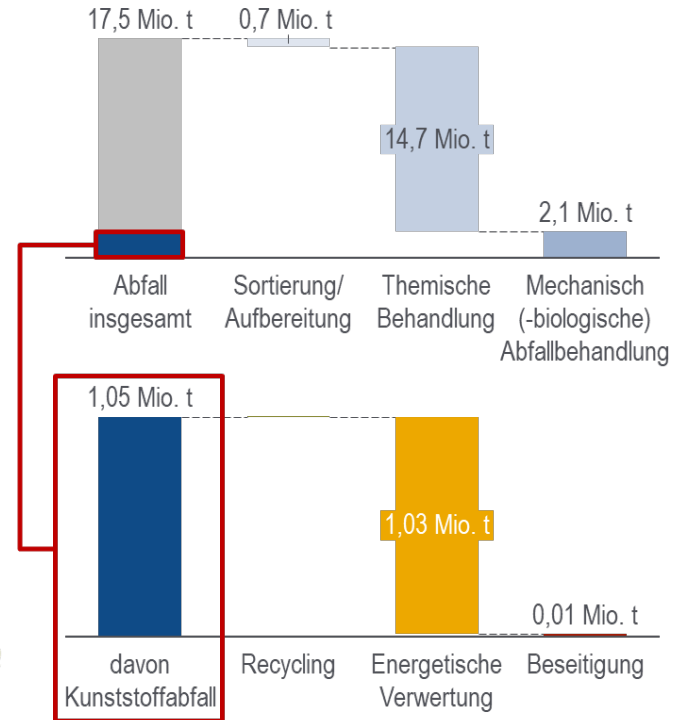 17,5 Mio. t
0,7 Mio. t
14,7 Mio. t
2,1 Mio. t
Abfall
insgesamt
Sortierung/
Aufbereitung
Themische
Behandlung
Mechanisch
(-biologische)
Abfallbehandlung
1,05 Mio. t
1,03 Mio. t
0,01 Mio. t
davon
Kunststoffabfall
Recycling
Energetische
Verwertung
Beseitigung